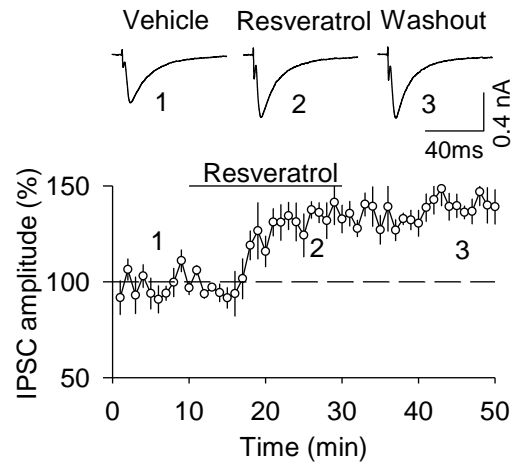 Vehicle Resveratrol Washout
1 2 3
0.4 nA
40ms
Resveratrol
150
100
50
1 2 3
IPSC amplitude (%)
0 10 20 30 40 50
Time (min)